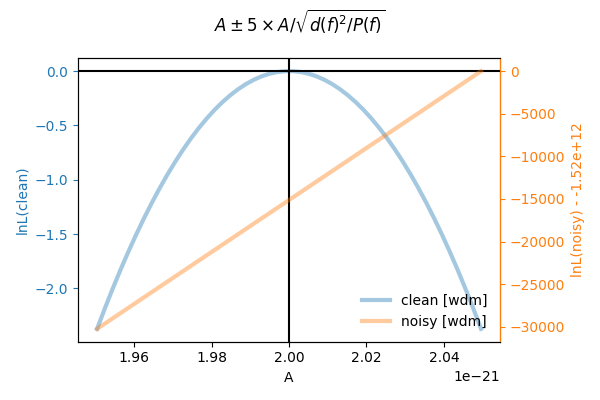 A ± 5 × A/√d(f)²/P(f)
0.0
−0.5
−1.0
−1.5
−2.0
lnL(clean)
0
−5000
−10000
−15000
−20000
−25000
−30000
lnL(noisy) - -1.52e+12
clean [wdm]
noisy [wdm]
1.96 1.98 2.00 2.02 2.04
1e−21
A